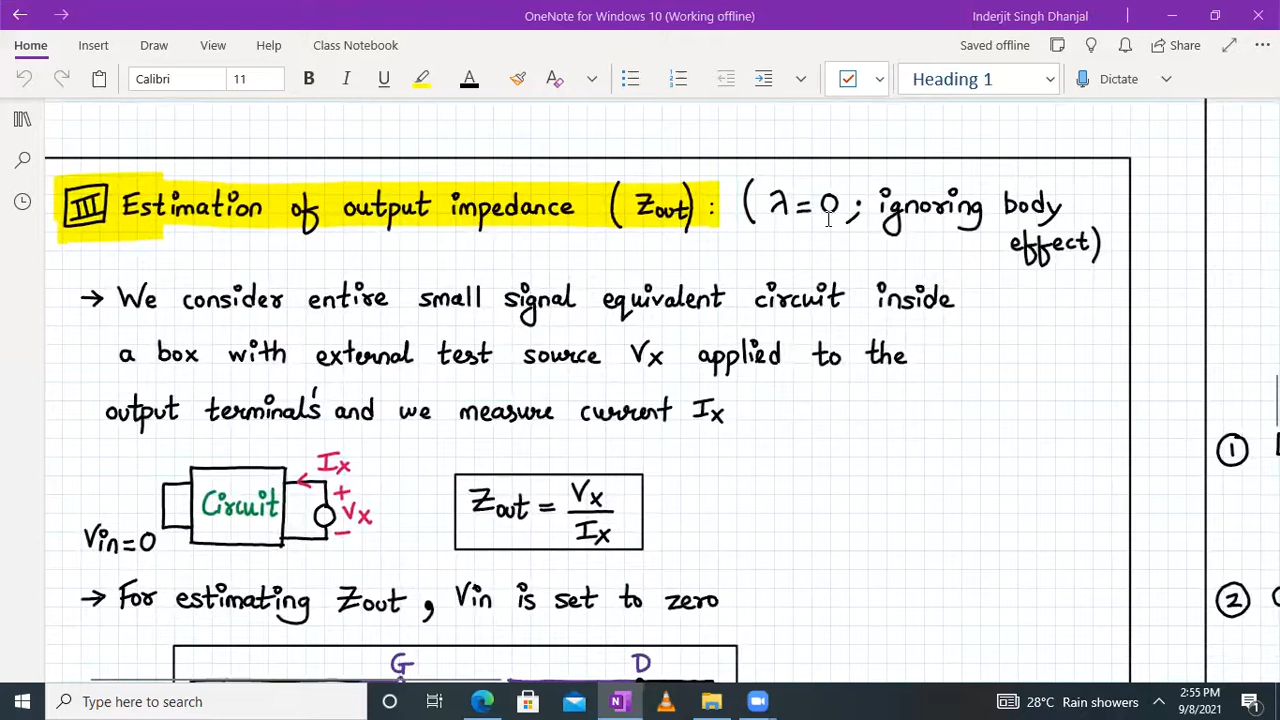 OneNote for Windows 10 (Working offline)
Inderjit Singh Dhanjal
Home Insert Draw View Help Class Notebook
Saved offline
Share
Calibri 11 B I U A A Heading 1 Dictate
III Estimation of output impedance (Zout) : (λ = 0 ; ignoring body
effect)
→ We consider entire small signal equivalent circuit inside
a box with external test source Vx applied to the
output terminals' and we measure current Ix
Ix
Circuit
+
Vx
-
Vin=0
Zout = Vx
Ix
→ For estimating Zout , Vin is set to zero
G D
1
2
Type here to search
28°C Rain showers
2:55 PM
9/8/2021
1